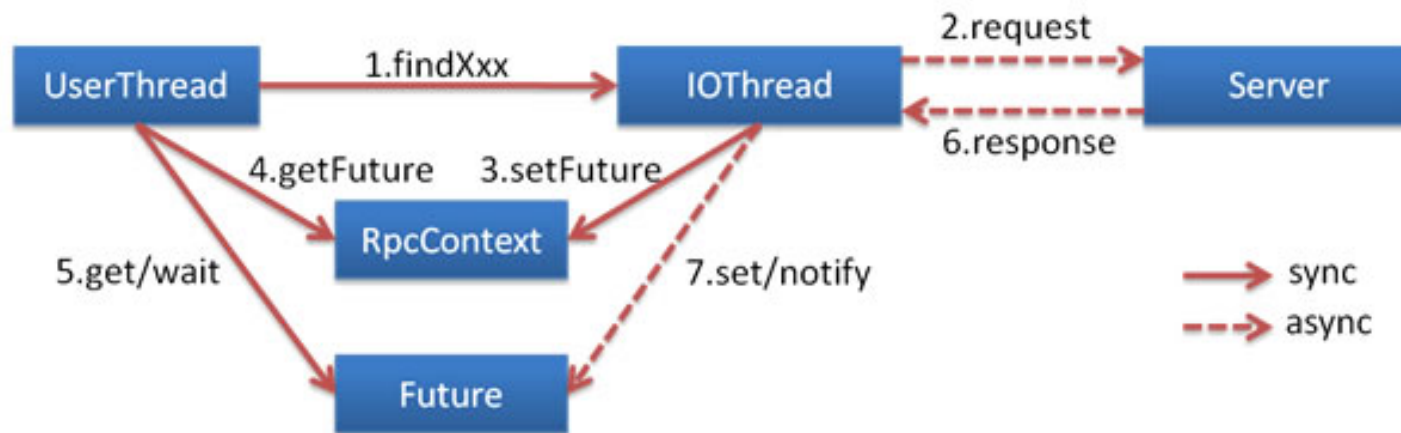 2.request
1.findXxx
UserThread
IOThread
Server
6.response
4.getFuture
3.setFuture
RpcContext
5.get/wait
7.set/notify
sync
async
Future